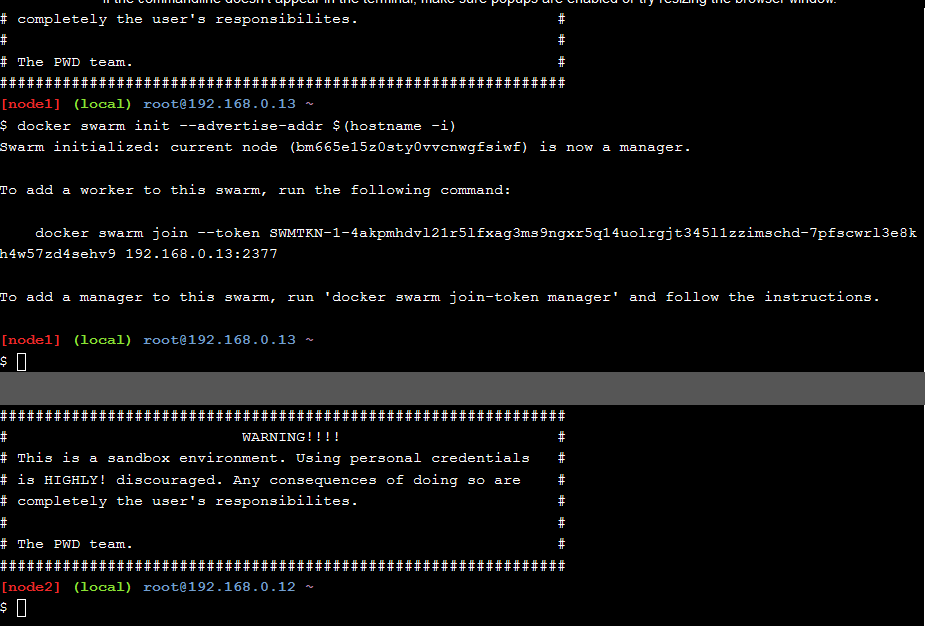 If the commandline doesn't appear in the terminal, make sure popups are enabled or try resizing the browser window.
# completely the user's responsibilites. #
# #
# The PWD team. #
###############################################################
[node1] (local) root@192.168.0.13 ~
$ docker swarm init --advertise-addr $(hostname -i)
Swarm initialized: current node (bm665e15z0sty0vvcnwgfsiwf) is now a manager.
To add a worker to this swarm, run the following command:
docker swarm join --token SWMTKN-1-4akpmhdvl21r5lfxag3ms9ngxr5q14uolrgjt345l1zzimschd-7pfscwrl3e8k
h4w57zd4sehv9 192.168.0.13:2377
To add a manager to this swarm, run 'docker swarm join-token manager' and follow the instructions.
[node1] (local) root@192.168.0.13 ~
$
###############################################################
# WARNING!!!! #
# This is a sandbox environment. Using personal credentials #
# is HIGHLY! discouraged. Any consequences of doing so are #
# completely the user's responsibilites. #
# #
# The PWD team. #
###############################################################
[node2] (local) root@192.168.0.12 ~
$